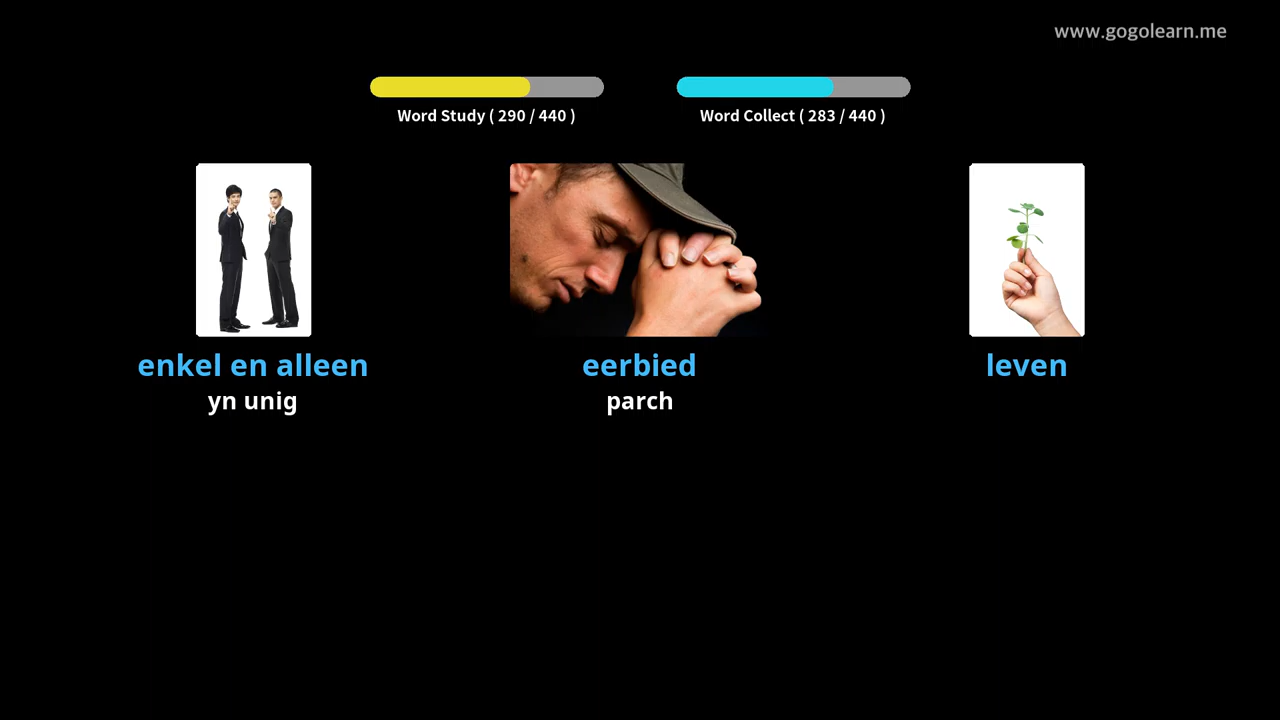 www.gogolearn.me
Word Study ( 290 / 440 )
Word Collect ( 283 / 440 )
enkel en alleen
yn unig
eerbied
parch
leven